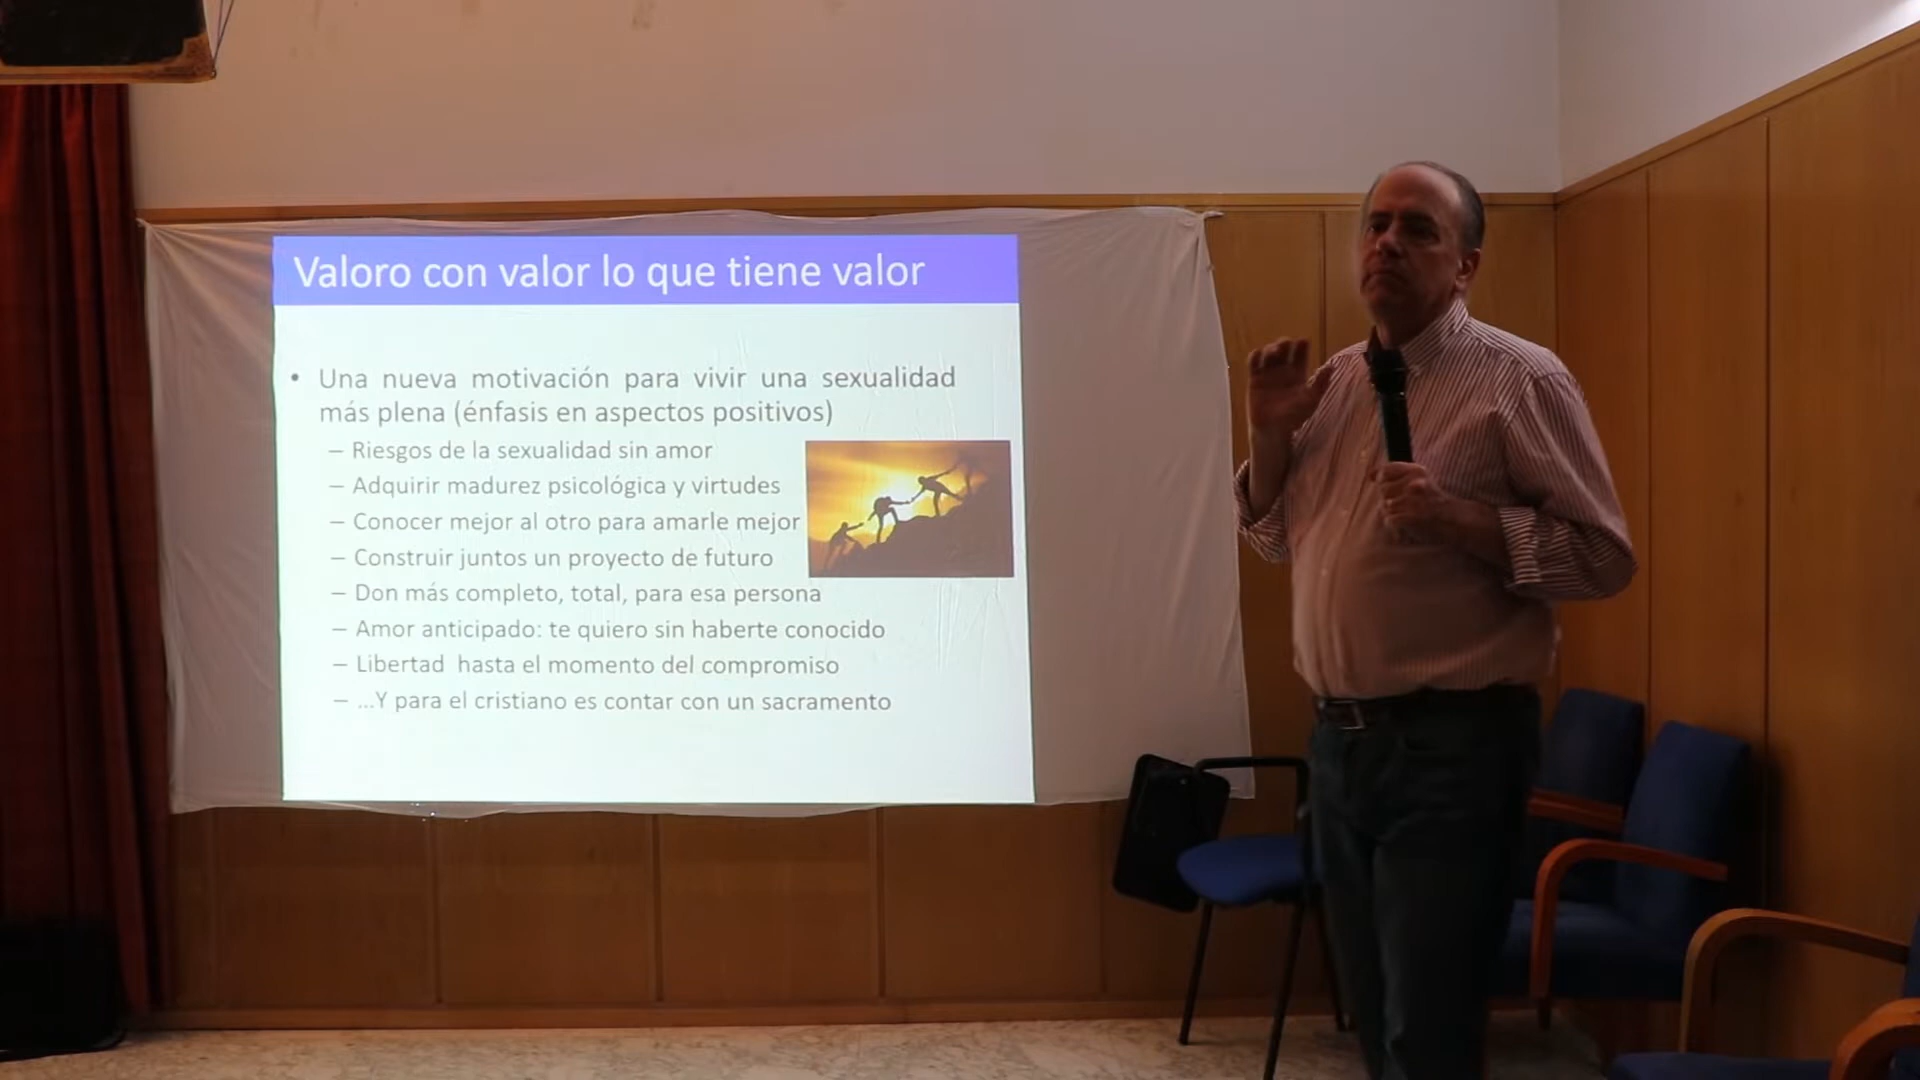 Valoro con valor lo que tiene valor
• Una nueva motivación para vivir una sexualidad
más plena (énfasis en aspectos positivos)
– Riesgos de la sexualidad sin amor
– Adquirir madurez psicológica y virtudes
– Conocer mejor al otro para amarle mejor
– Construir juntos un proyecto de futuro
– Don más completo, total, para esa persona
– Amor anticipado: te quiero sin haberte conocido
– Libertad hasta el momento del compromiso
– ...Y para el cristiano es contar con un sacramento